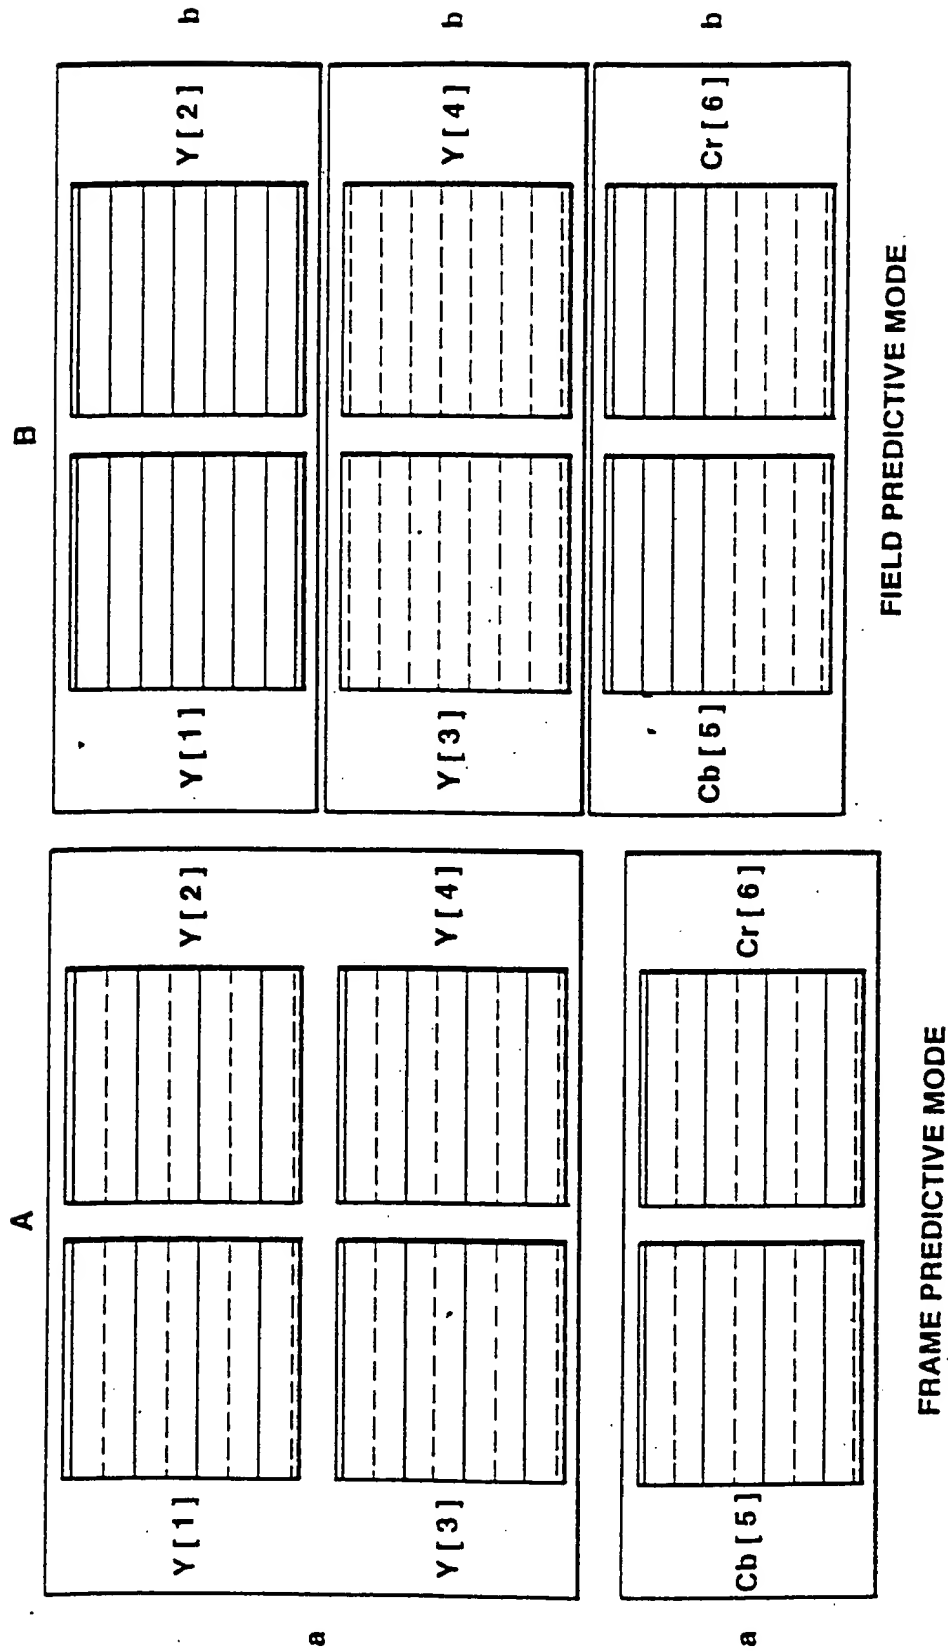 A
a
Y[1]
Y[2]
Y[3]
Y[4]
a
Cb[5]
Cr[6]
FRAME PREDICTIVE MODE
B
Y[1]
Y[2]
b
Y[3]
Y[4]
b
Cb[5]
Cr[6]
b
FIELD PREDICTIVE MODE